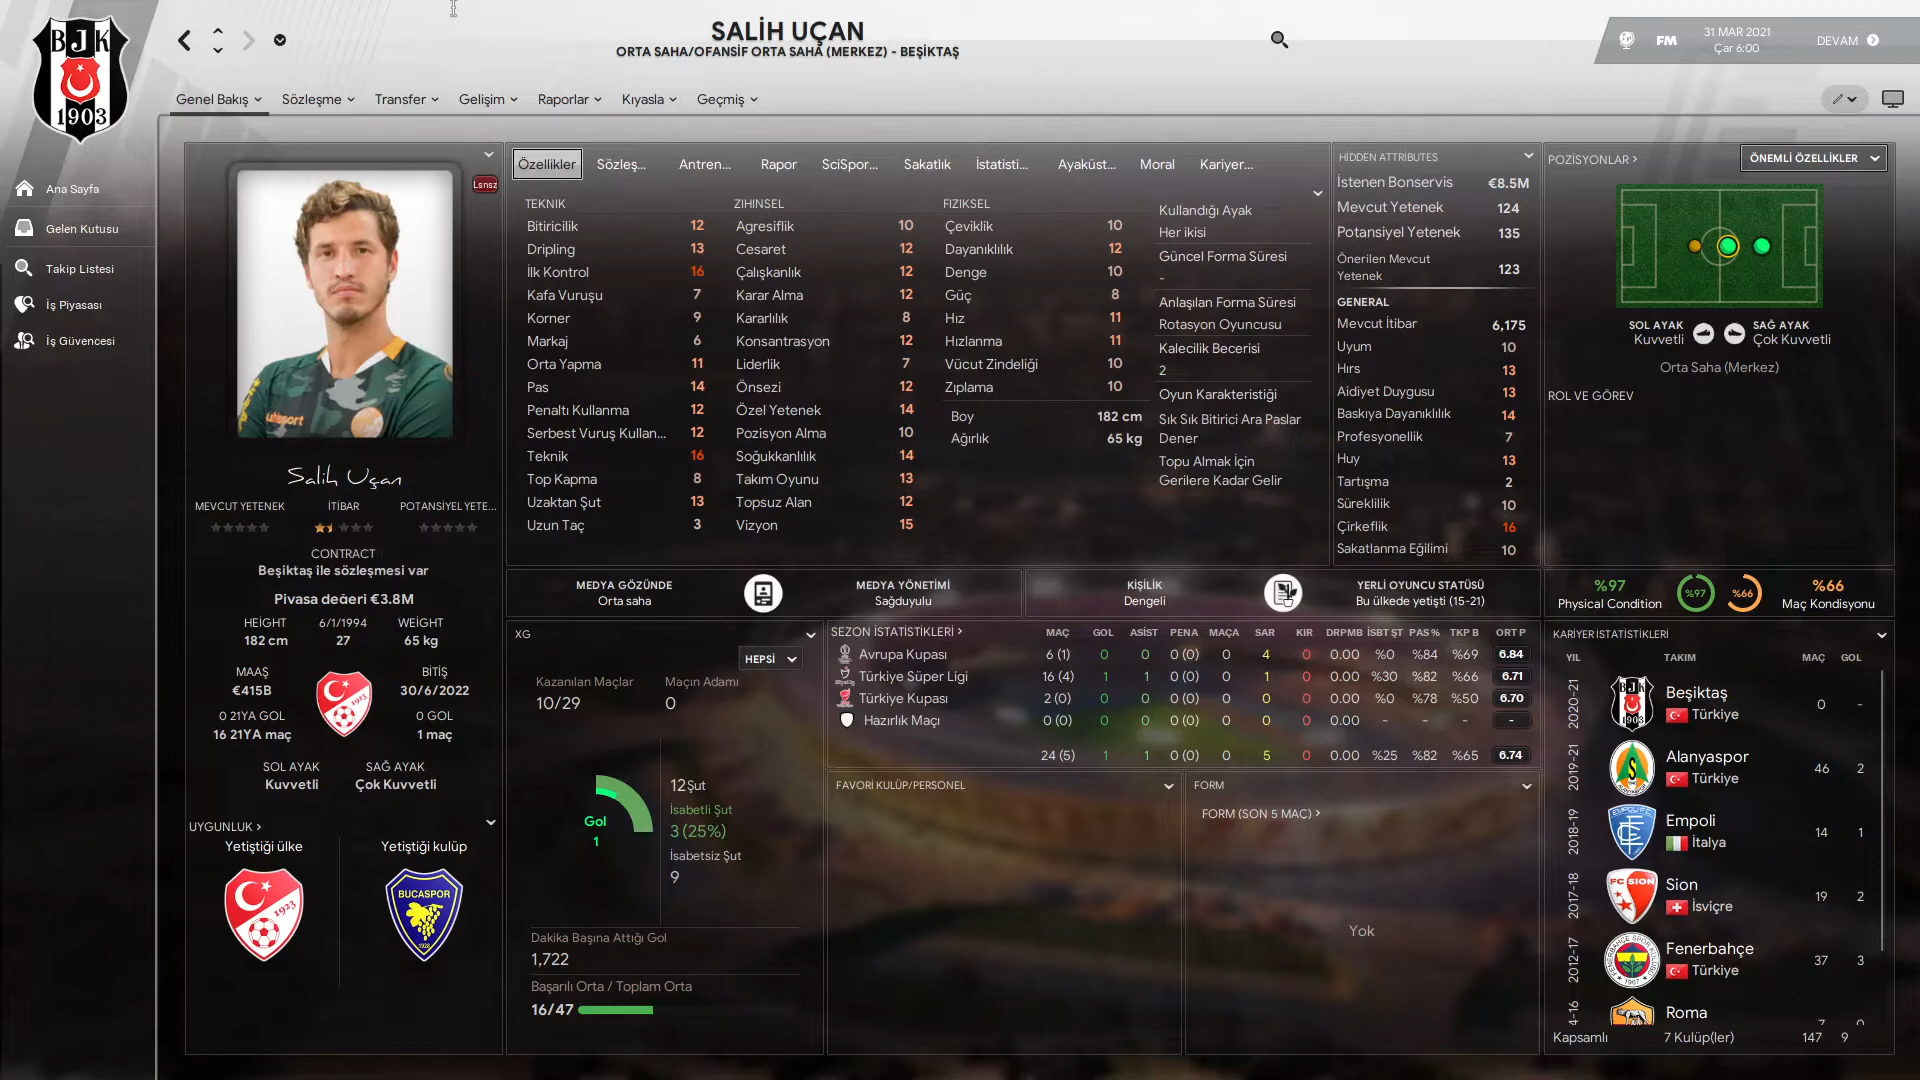 SALİH UÇAN
ORTA SAHA/OFANSİF ORTA SAHA (MERKEZ) - BEŞİKTAŞ
FM
31 MAR 2021
Çar 6:00
DEVAM
BJK
1903
Genel Bakış
Sözleşme
Transfer
Gelişim
Raporlar
Kıyasla
Geçmiş
Ana Sayfa
Gelen Kutusu
Takip Listesi
İş Piyasası
İş Güvencesi
Lsnsz
uhlsport
Salih Uçan
MEVCUT YETENEK
İTİBAR
POTANSİYEL YETE...
CONTRACT
Beşiktaş ile sözleşmesi var
Piyasa değeri €3.8M
HEIGHT 6/1/1994 WEIGHT
182 cm 27 65 kg
MAAŞ BİTİŞ
€415B 30/6/2022
0 21YA GOL 0 GOL
16 21YA maç 1 maç
1923
SOL AYAK SAĞ AYAK
Kuvvetli Çok Kuvvetli
UYGUNLUK >
Yetiştiği ülke Yetiştiği kulüp
1923
BUCASPOR
1928
Özellikler Sözleş... Antren... Rapor SciSpor... Sakatlık İstatisti... Ayaküst... Moral Kariyer...
TEKNIK
Bitiricilik 12
Dripling 13
İlk Kontrol 16
Kafa Vuruşu 7
Korner 9
Markaj 6
Orta Yapma 11
Pas 14
Penaltı Kullanma 12
Serbest Vuruş Kullan... 12
Teknik 16
Top Kapma 8
Uzaktan Şut 13
Uzun Taç 3
ZIHINSEL
Agresiflik 10
Cesaret 12
Çalışkanlık 12
Karar Alma 12
Kararlılık 8
Konsantrasyon 12
Liderlik 7
Önsezi 12
Özel Yetenek 14
Pozisyon Alma 10
Soğukkanlılık 14
Takım Oyunu 13
Topsuz Alan 12
Vizyon 15
FIZIKSEL
Çeviklik 10
Dayanıklılık 12
Denge 10
Güç 8
Hız 11
Hızlanma 11
Vücut Zindeliği 10
Zıplama 10
Boy 182 cm
Ağırlık 65 kg
Kullandığı Ayak
Her ikisi
Güncel Forma Süresi
-
Anlaşılan Forma Süresi
Rotasyon Oyuncusu
Kalecilik Becerisi
2
Oyun Karakteristiği
Sık Sık Bitirici Ara Paslar
Dener
Topu Almak İçin
Gerilere Kadar Gelir
HIDDEN ATTRIBUTES
İstenen Bonservis €8.5M
Mevcut Yetenek 124
Potansiyel Yetenek 135
Önerilen Mevcut
Yetenek 123
GENERAL
Mevcut İtibar 6,175
Uyum 10
Hırs 13
Aidiyet Duygusu 13
Baskıya Dayanıklılık 14
Profesyonellik 7
Huy 13
Tartışma 2
Süreklilik 10
Çirkeflik 16
Sakatlanma Eğilimi 10
POZİSYONLAR >
ÖNEMLİ ÖZELLİKLER
SOL AYAK
Kuvvetli
SAĞ AYAK
Çok Kuvvetli
Orta Saha (Merkez)
ROL VE GÖREV
MEDYA GÖZÜNDE
Orta saha
MEDYA YÖNETİMİ
Sağduyulu
KİŞİLİK
Dengeli
YERLİ OYUNCU STATÜSÜ
Bu ülkede yetişti (15-21)
%97
Physical Condition
%97
%66
%66
Maç Kondisyonu
XG
HEPSİ
Kazanılan Maçlar Maçın Adamı
10/29 0
Gol
1
12 Şut
İsabetli Şut
3 (25%)
İsabetsiz Şut
9
Dakika Başına Attığı Gol
1,722
Başarılı Orta / Toplam Orta
16/47
SEZON İSTATİSTİKLERİ > MAÇ GOL ASİST PENA MAÇA SAR KIR DRPMB İSBT ŞT PAS % TKP B ORT P
Avrupa Kupası 6 (1) 0 0 0 (0) 0 4 0 0.00 %0 %84 %69 6.84
Türkiye Süper Ligi 16 (4) 1 1 0 (0) 0 1 0 0.00 %30 %82 %66 6.71
Türkiye Kupası 2 (0) 0 0 0 (0) 0 0 0 0.00 %0 %78 %50 6.70
Hazırlık Maçı 0 (0) 0 0 0 (0) 0 0 0 0.00 - - - -
24 (5) 1 1 0 (0) 0 5 0 0.00 %25 %82 %65 6.74
FAVORİ KULÜP/PERSONEL
FORM
FORM (SON 5 MAÇ) >
Yok
KARİYER İSTATİSTİKLERİ
YIL TAKIM MAÇ GOL
2020-21 Beşiktaş 0 -
Türkiye
2019-21 Alanyaspor 46 2
Türkiye
2018-19 Empoli 14 1
İtalya
2017-18 Sion 19 2
İsviçre
FC SION
2012-17 Fenerbahçe 37 3
Türkiye
4-16 Roma 7 0
Kapsamlı 7 Kulüp(ler) 147 9